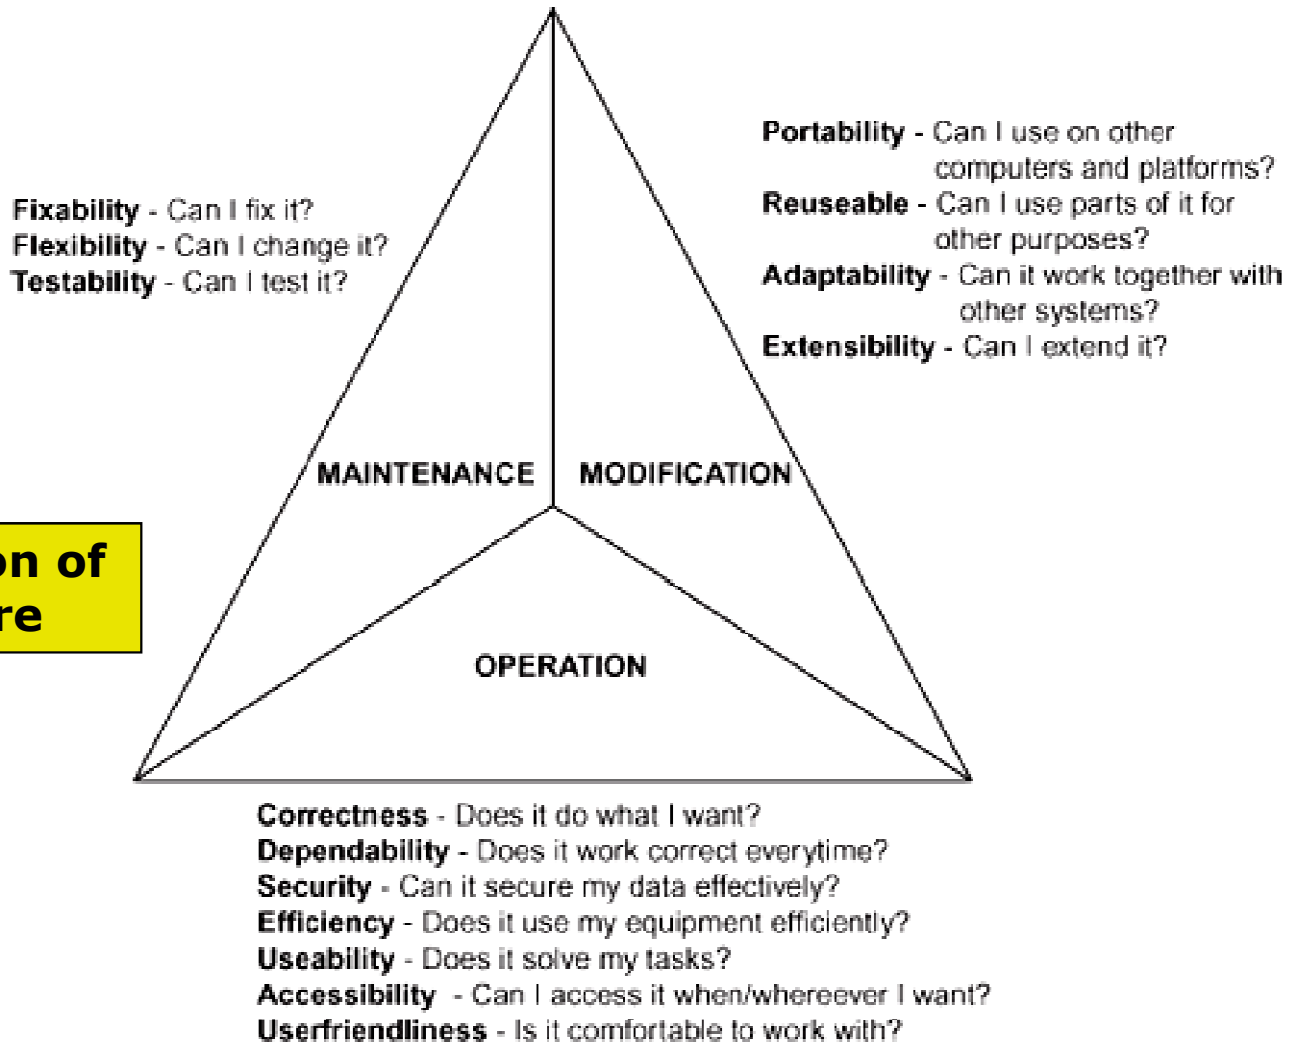 Portability - Can I use on other
computers and platforms?
Reuseable - Can I use parts of it for
other purposes?
Adaptability - Can it work together with
other systems?
Extensibility - Can I extend it?
Fixability - Can I fix it?
Flexibility - Can I change it?
Testability - Can I test it?
MAINTENANCE
MODIFICATION
on of
re
OPERATION
Correctness - Does it do what I want?
Dependability - Does it work correct everytime?
Security - Can it secure my data effectively?
Efficiency - Does it use my equipment efficiently?
Useability - Does it solve my tasks?
Accessibility - Can I access it when/whereever I want?
Userfriendliness - Is it comfortable to work with?